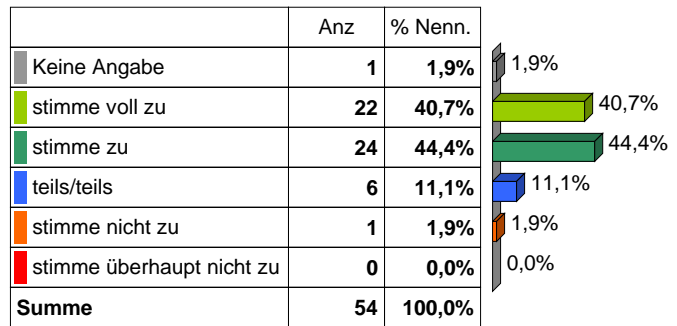 Anz % Nenn.
Keine Angabe 1 1,9% 1,9%
stimme voll zu 22 40,7% 40,7%
stimme zu 24 44,4% 44,4%
teils/teils 6 11,1% 11,1%
stimme nicht zu 1 1,9% 1,9%
stimme überhaupt nicht zu 0 0,0% 0,0%
Summe 54 100,0%